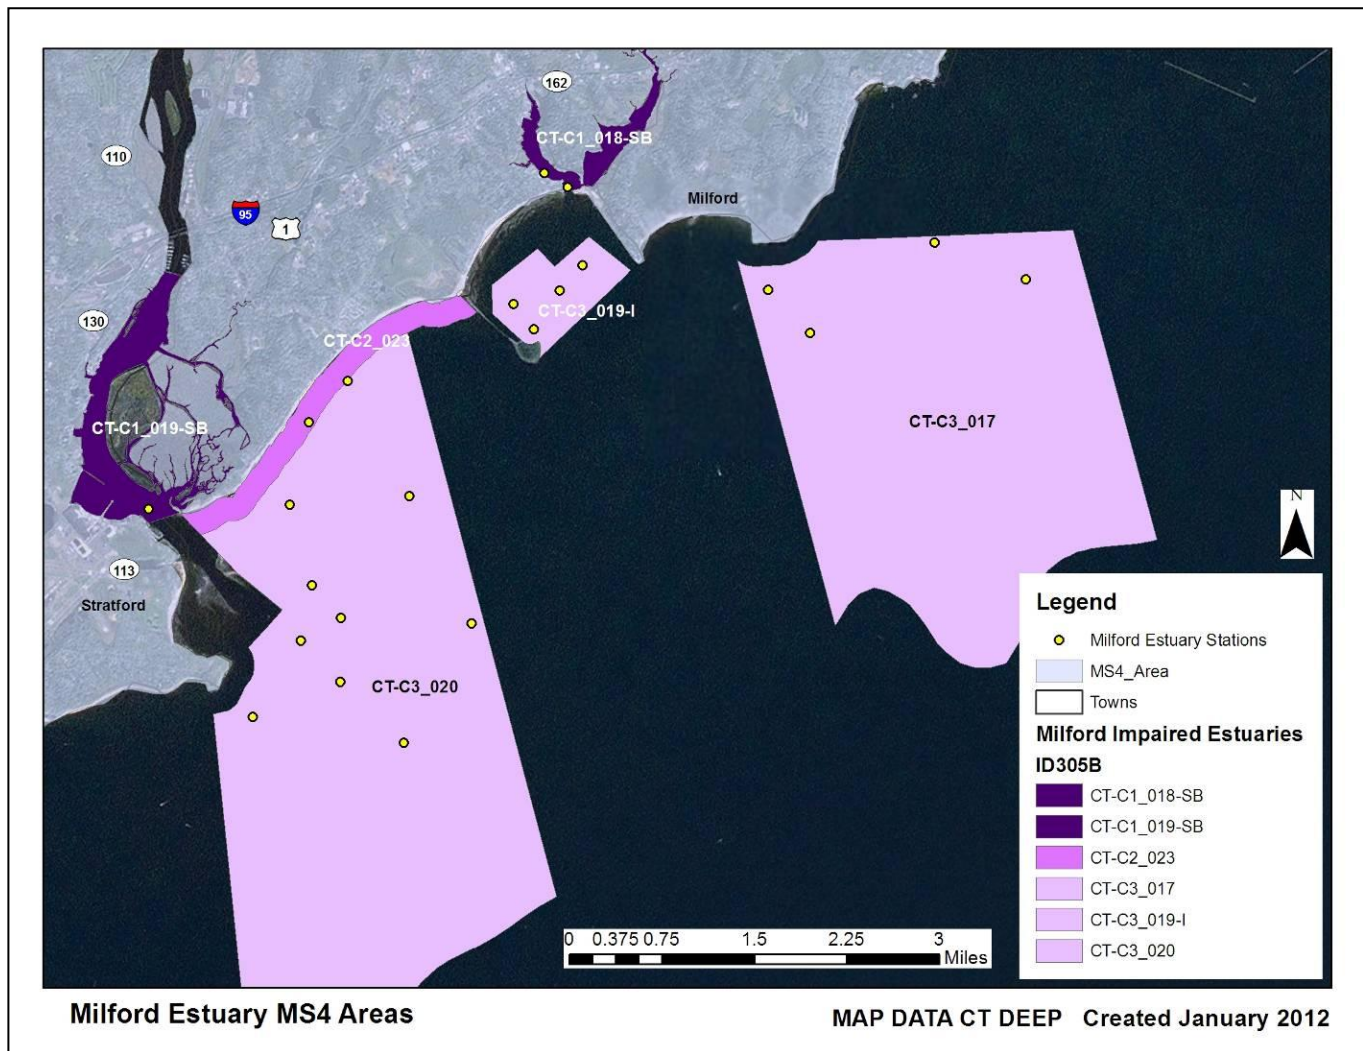 162
CT-C1_018-SB
110
Milford
95
1
CT-C3_019-I
130
CT-C2_023
CT-C3_017
CT-C1_019-SB
N
113
Stratford
CT-C3_020
Legend
Milford Estuary Stations
MS4_Area
Towns
Milford Impaired Estuaries
ID305B
CT-C1_018-SB
CT-C1_019-SB
CT-C2_023
CT-C3_017
CT-C3_019-I
CT-C3_020
0 0.375 0.75 1.5 2.25 3
Miles
Milford Estuary MS4 Areas
MAP DATA CT DEEP Created January 2012